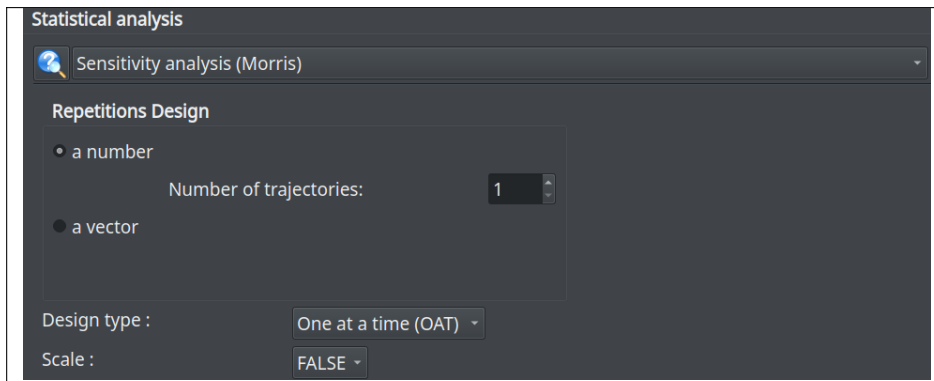 Statistical analysis
Sensitivity analysis (Morris)
Repetitions Design
a number
Number of trajectories: 1
a vector
Design type : One at a time (OAT)
Scale : FALSE